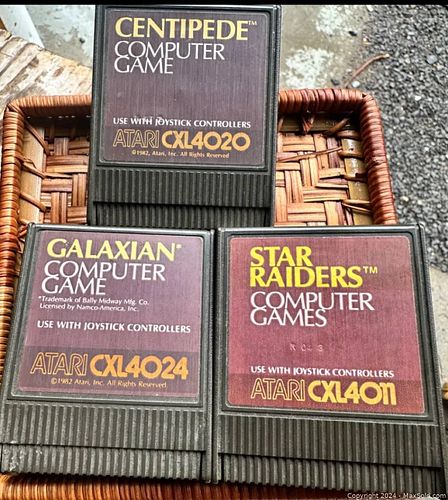 CENTIPEDE™
COMPUTER
GAME
USE WITH JOYSTICK CONTROLLERS
ATARI CXL4020
©1982, Atari, Inc. All Rights Reserved
GALAXIAN*
COMPUTER
GAME
*Trademark of Bally Midway Mfg. Co.
Licensed by Namco-America, Inc.
USE WITH JOYSTICK CONTROLLERS
ATARI CXL4024
©1982 Atari, Inc. All Rights Reserved.
STAR
RAIDERS™
COMPUTER
GAMES
USE WITH JOYSTICK CONTROLLERS
ATARI CXL4011
Copyright 2024 - MaxSold